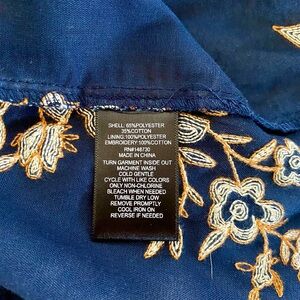 SHELL: 65%POLYESTER
35%COTTON
LINING:100%POLYESTER
EMBROIDERY:100%COTTON
RN#148730
MADE IN CHINA
TURN GARMENT INSIDE OUT
MACHINE WASH
COLD GENTLE
CYCLE WITH LIKE COLORS
ONLY NON-CHLORINE
BLEACH WHEN NEEDED
TUMBLE DRY LOW
REMOVE PROMPTLY
COOL IRON ON
REVERSE IF NEEDED